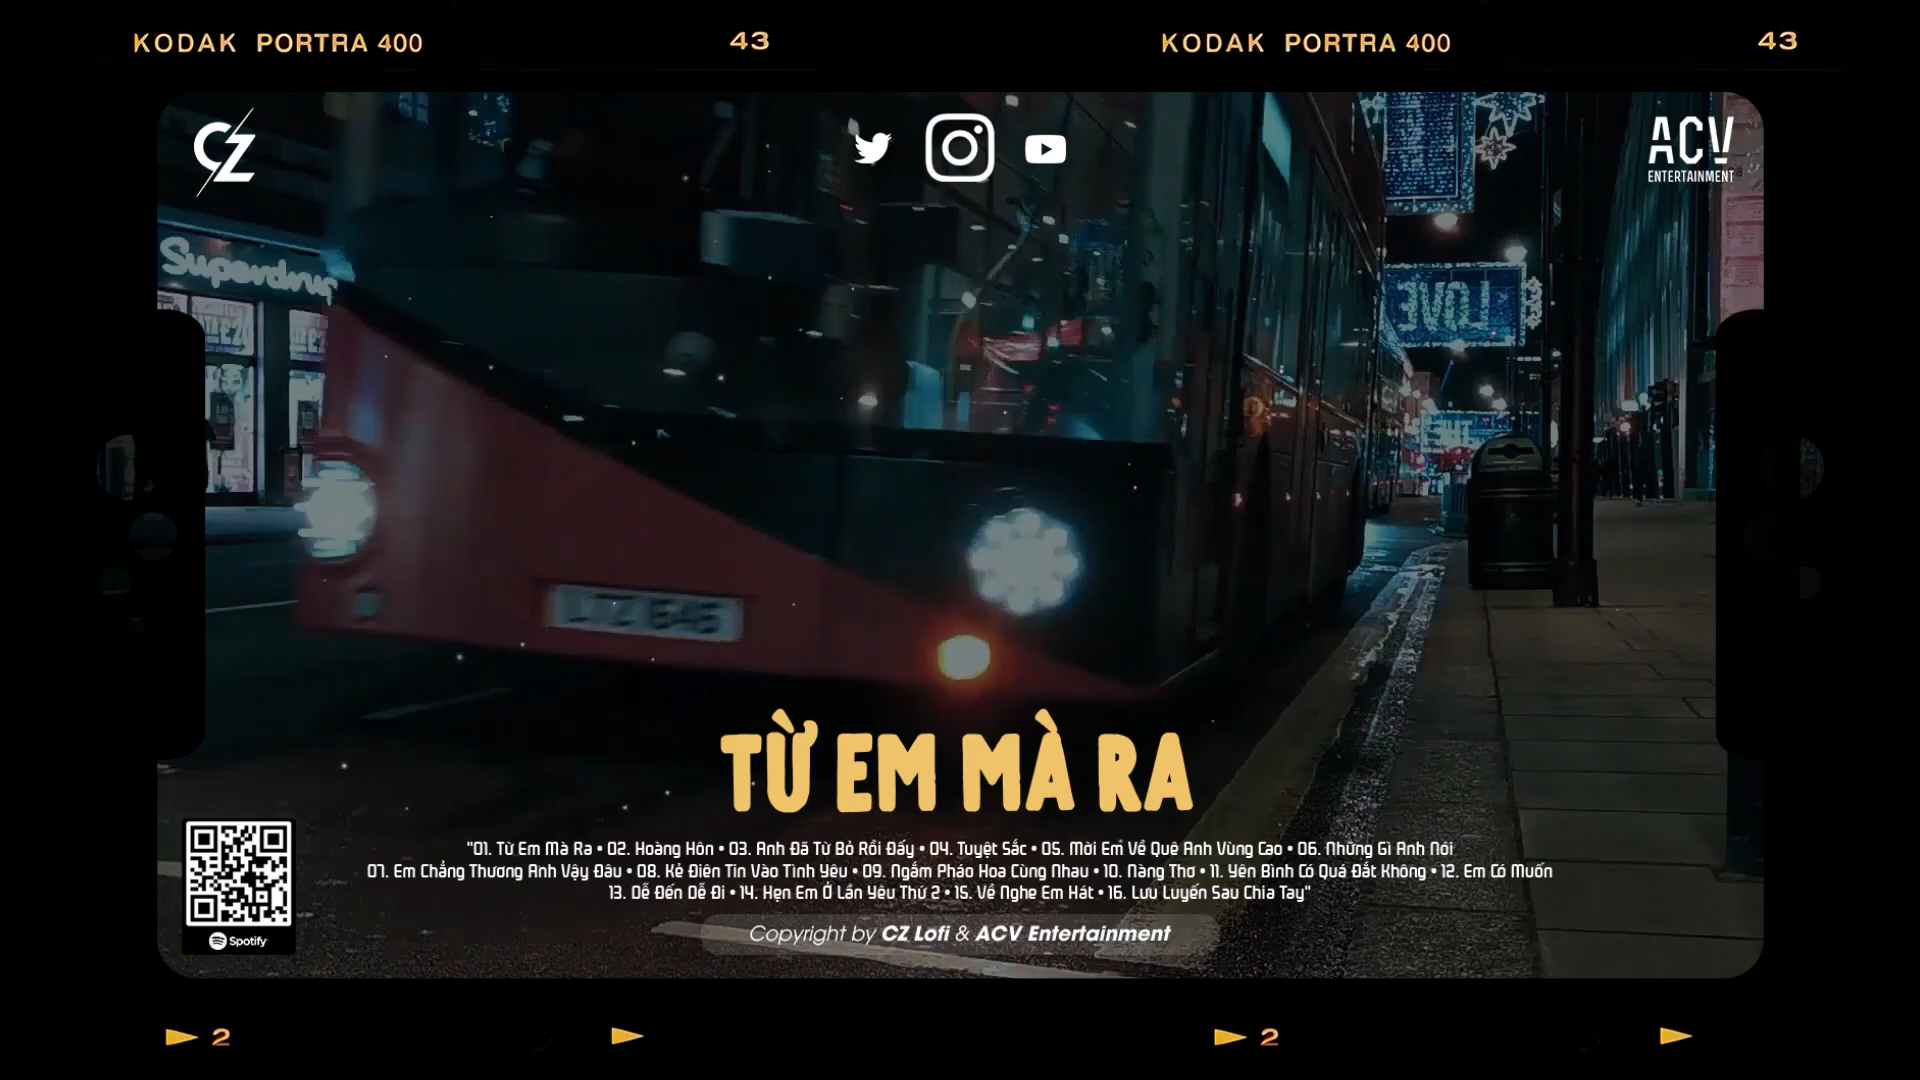 KODAK PORTRA 400 43 KODAK PORTRA 400 43
CZ
ACV
ENTERTAINMENT
Superdrug
LOVE
TỪ EM MÀ RA
"01. Từ Em Mà Ra • 02. Hoàng Hôn • 03. Anh Đã Từ Bỏ Rồi Đấy • 04. Tuyệt Sắc • 05. Mời Em Về Quê Anh Vùng Cao • 06. Những Gì Anh Nói
07. Em Chẳng Thương Anh Vậy Đâu • 08. Kẻ Điên Tin Vào Tình Yêu • 09. Ngắm Pháo Hoa Cùng Nhau • 10. Nàng Thơ • 11. Yên Bình Có Quá Đắt Không • 12. Em Có Muốn
13. Dễ Đến Dễ Đi • 14. Hẹn Em Ở Lần Yêu Thứ 2 • 15. Về Nghe Em Hát • 16. Lưu Luyến Sau Chia Tay"
Spotify
Copyright by CZ Lofi & ACV Entertainment
2 2